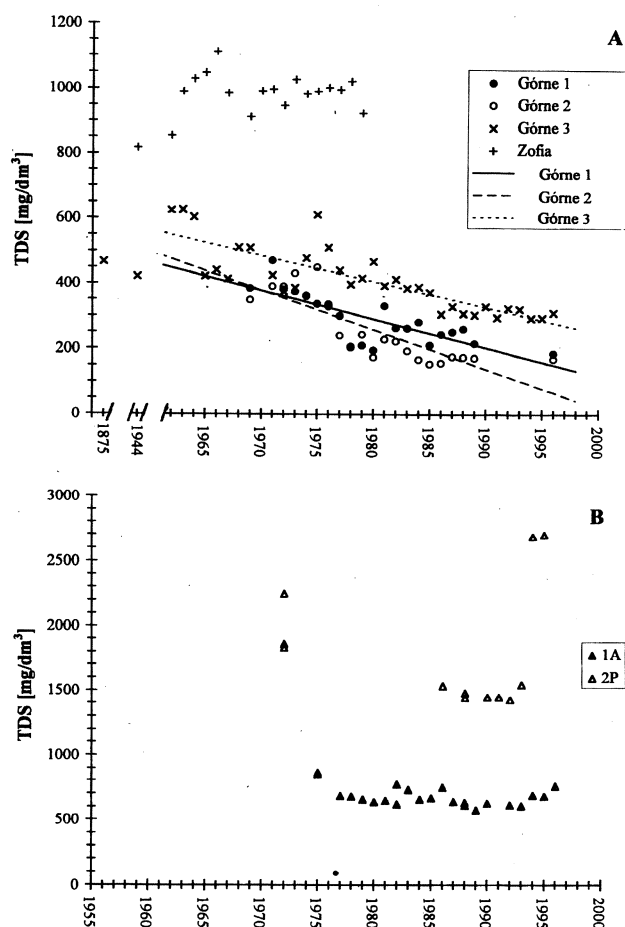 A
TDS [mg/dm³]
1200
1000
800
600
400
200
0
Górne 1
Górne 2
Górne 3
Zofia
Górne 1
Górne 2
Górne 3
1875
1944
1965
1970
1975
1980
1985
1990
1995
2000
B
TDS [mg/dm³]
3000
2500
2000
1500
1000
500
0
1A
2P
1955
1960
1965
1970
1975
1980
1985
1990
1995
2000